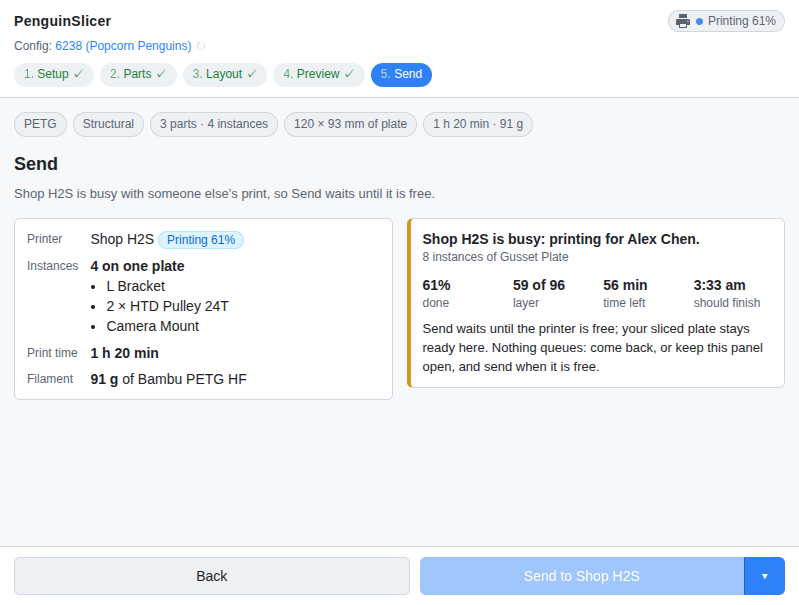 PenguinSlicer
Printing 61%
Config: 6238 (Popcorn Penguins)
1. Setup ✓
2. Parts ✓
3. Layout ✓
4. Preview ✓
5. Send
PETG
Structural
3 parts · 4 instances
120 × 93 mm of plate
1 h 20 min · 91 g
Send
Shop H2S is busy with someone else's print, so Send waits until it is free.
Printer Shop H2S Printing 61%
Instances 4 on one plate
• L Bracket
• 2 × HTD Pulley 24T
• Camera Mount
Print time 1 h 20 min
Filament 91 g of Bambu PETG HF
Shop H2S is busy: printing for Alex Chen.
8 instances of Gusset Plate
61% 59 of 96 56 min 3:33 am
done layer time left should finish
Send waits until the printer is free; your sliced plate stays
ready here. Nothing queues: come back, or keep this panel
open, and send when it is free.
Back
Send to Shop H2S
▾